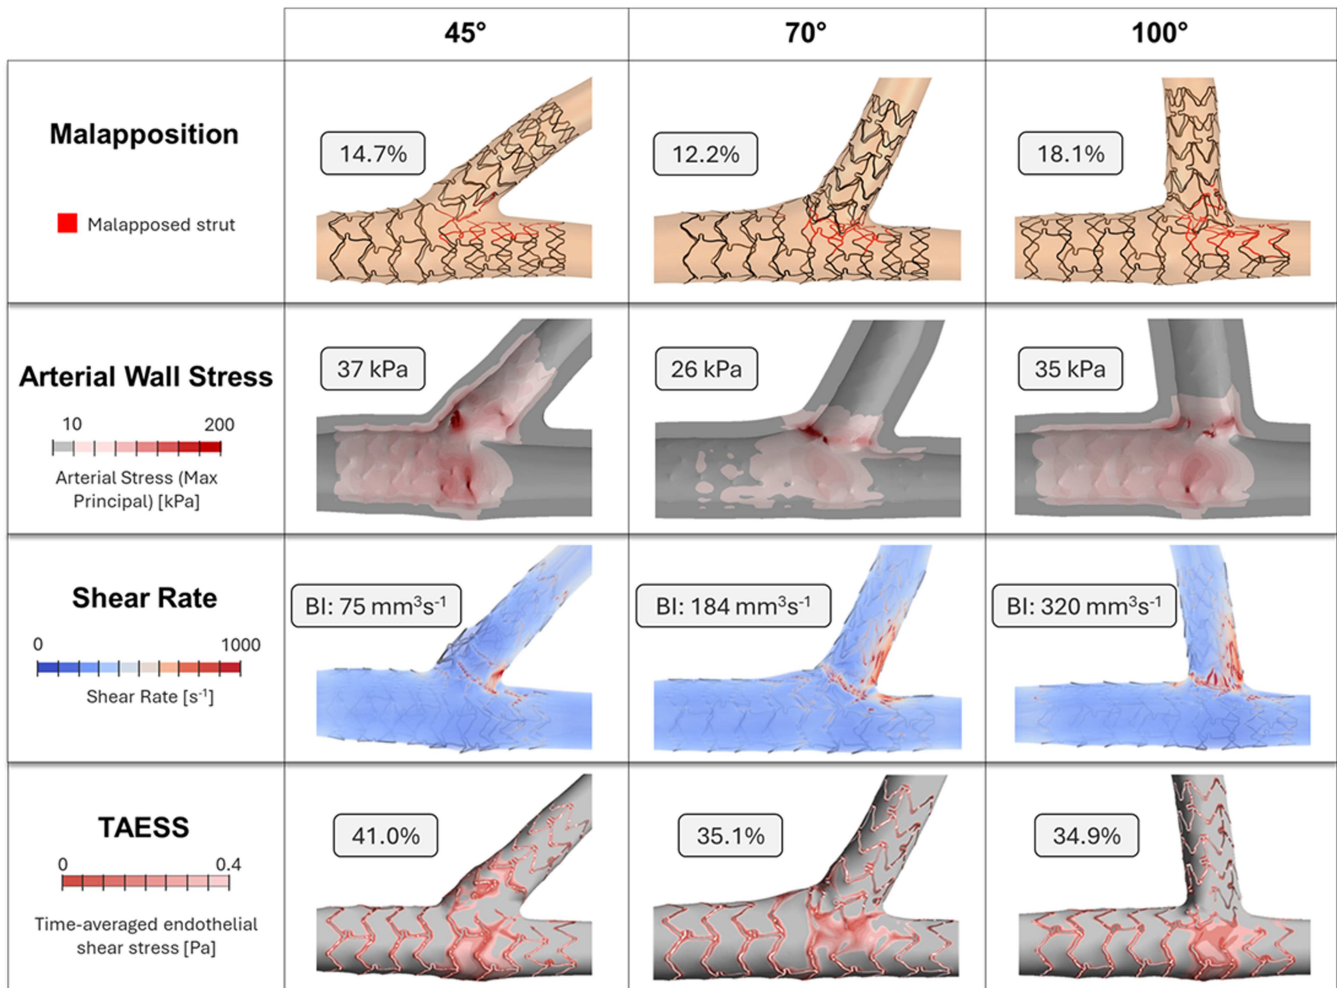 45° 70° 100°
Malapposition
Malapposed strut
14.7% 12.2% 18.1%
Arterial Wall Stress
10 200
Arterial Stress (Max
Principal) [kPa]
37 kPa 26 kPa 35 kPa
Shear Rate
0 1000
Shear Rate [s⁻¹]
BI: 75 mm³s⁻¹ BI: 184 mm³s⁻¹ BI: 320 mm³s⁻¹
TAESS
0 0.4
Time-averaged endothelial
shear stress [Pa]
41.0% 35.1% 34.9%